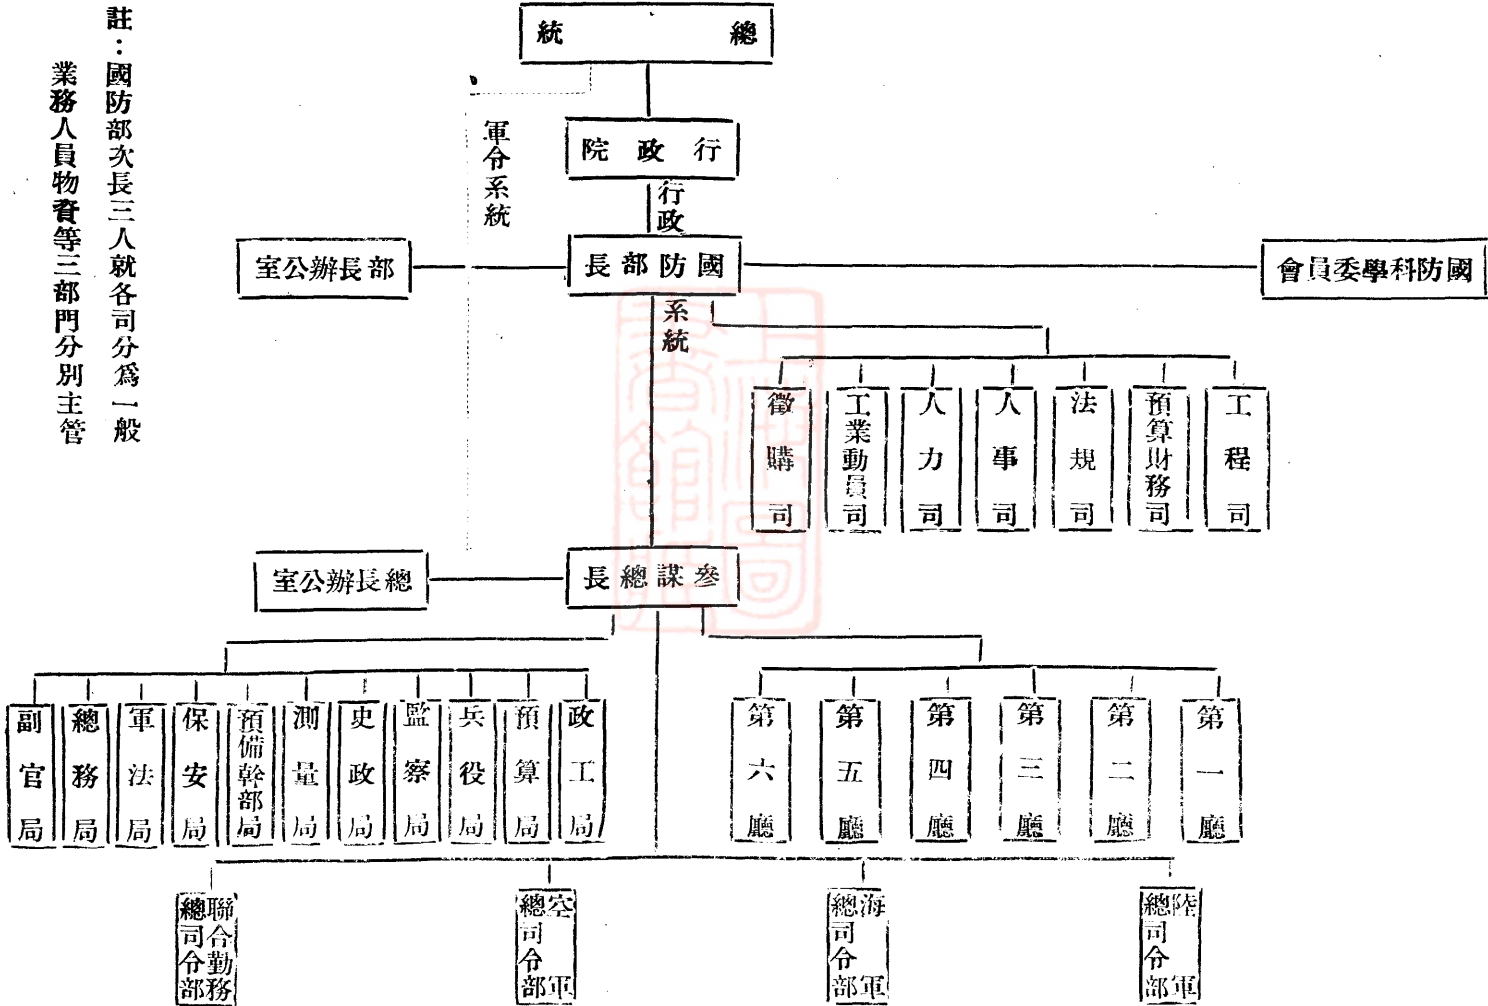 總統
行政院
軍令系統
行政
國防部長
部長辦公室
國防科學委員會
系統
工程司
預算財務司
法規司
人事司
人力司
工業動員司
徵購司
參謀總長
總長辦公室
第一廳
第二廳
第三廳
第四廳
第五廳
第六廳
政工局
預算局
兵役局
監察局
史政局
測量局
預備幹部局
保安局
軍法局
總務局
副官局
陸軍
總司令部
海軍
總司令部
空軍
總司令部
聯合勤務
總司令部
註：國防部次長三人就各司分爲一般
業務人員物資等三部門分別主管